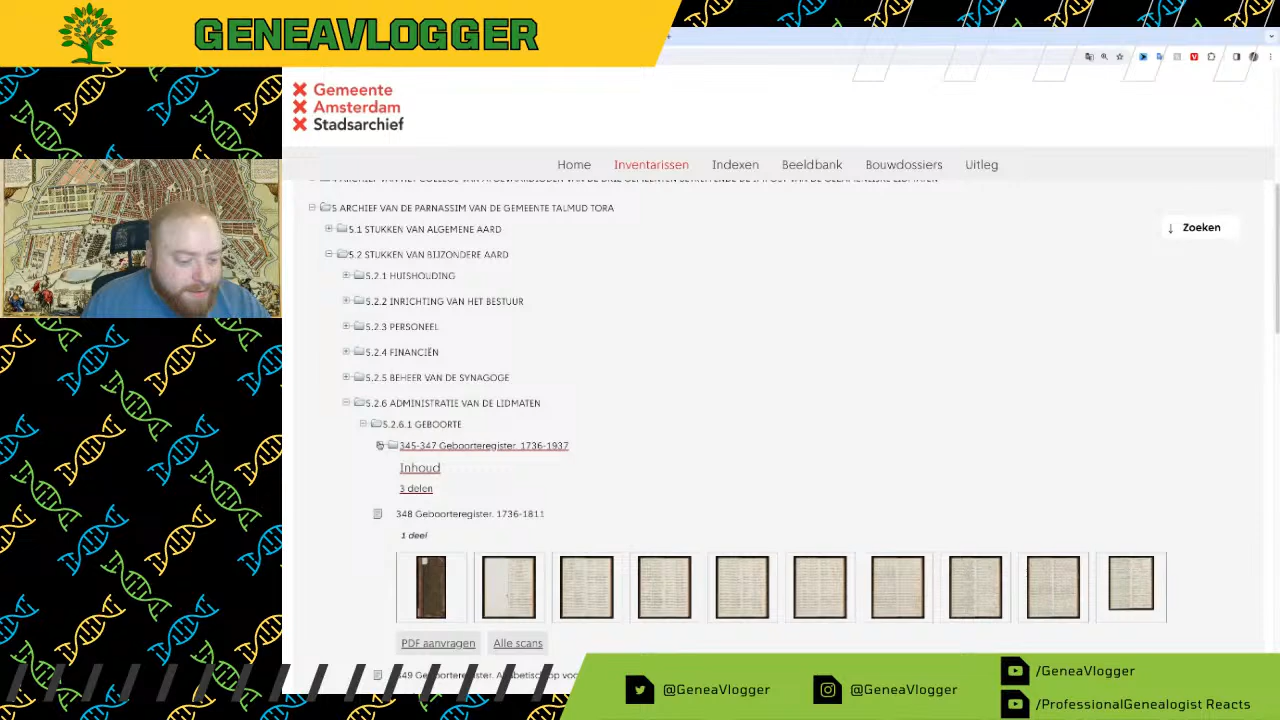 GENEAVLOGGER
Gemeente
Amsterdam
Stadsarchief
Home
Inventarissen
Indexen
Beeldbank
Bouwdossiers
Uitleg
5 ARCHIEF VAN DE PARNASSIM VAN DE GEMEENTE TALMUD TORA
Zoeken
5.1 STUKKEN VAN ALGEMENE AARD
5.2 STUKKEN VAN BIJZONDERE AARD
5.2.1 HUISHOUDING
5.2.2 INRICHTING VAN HET BESTUUR
5.2.3 PERSONEEL
5.2.4 FINANCIËN
5.2.5 BEHEER VAN DE SYNAGOGE
5.2.6 ADMINISTRATIE VAN DE LIDMATEN
5.2.6.1 GEBOORTE
345-347 Geboorteregister. 1736-1937
Inhoud
3 delen
348 Geboorteregister. 1736-1811
1 deel
PDF aanvragen
Alle scans
@GeneaVlogger
@GeneaVlogger
/GeneaVlogger
/ProfessionalGenealogist Reacts